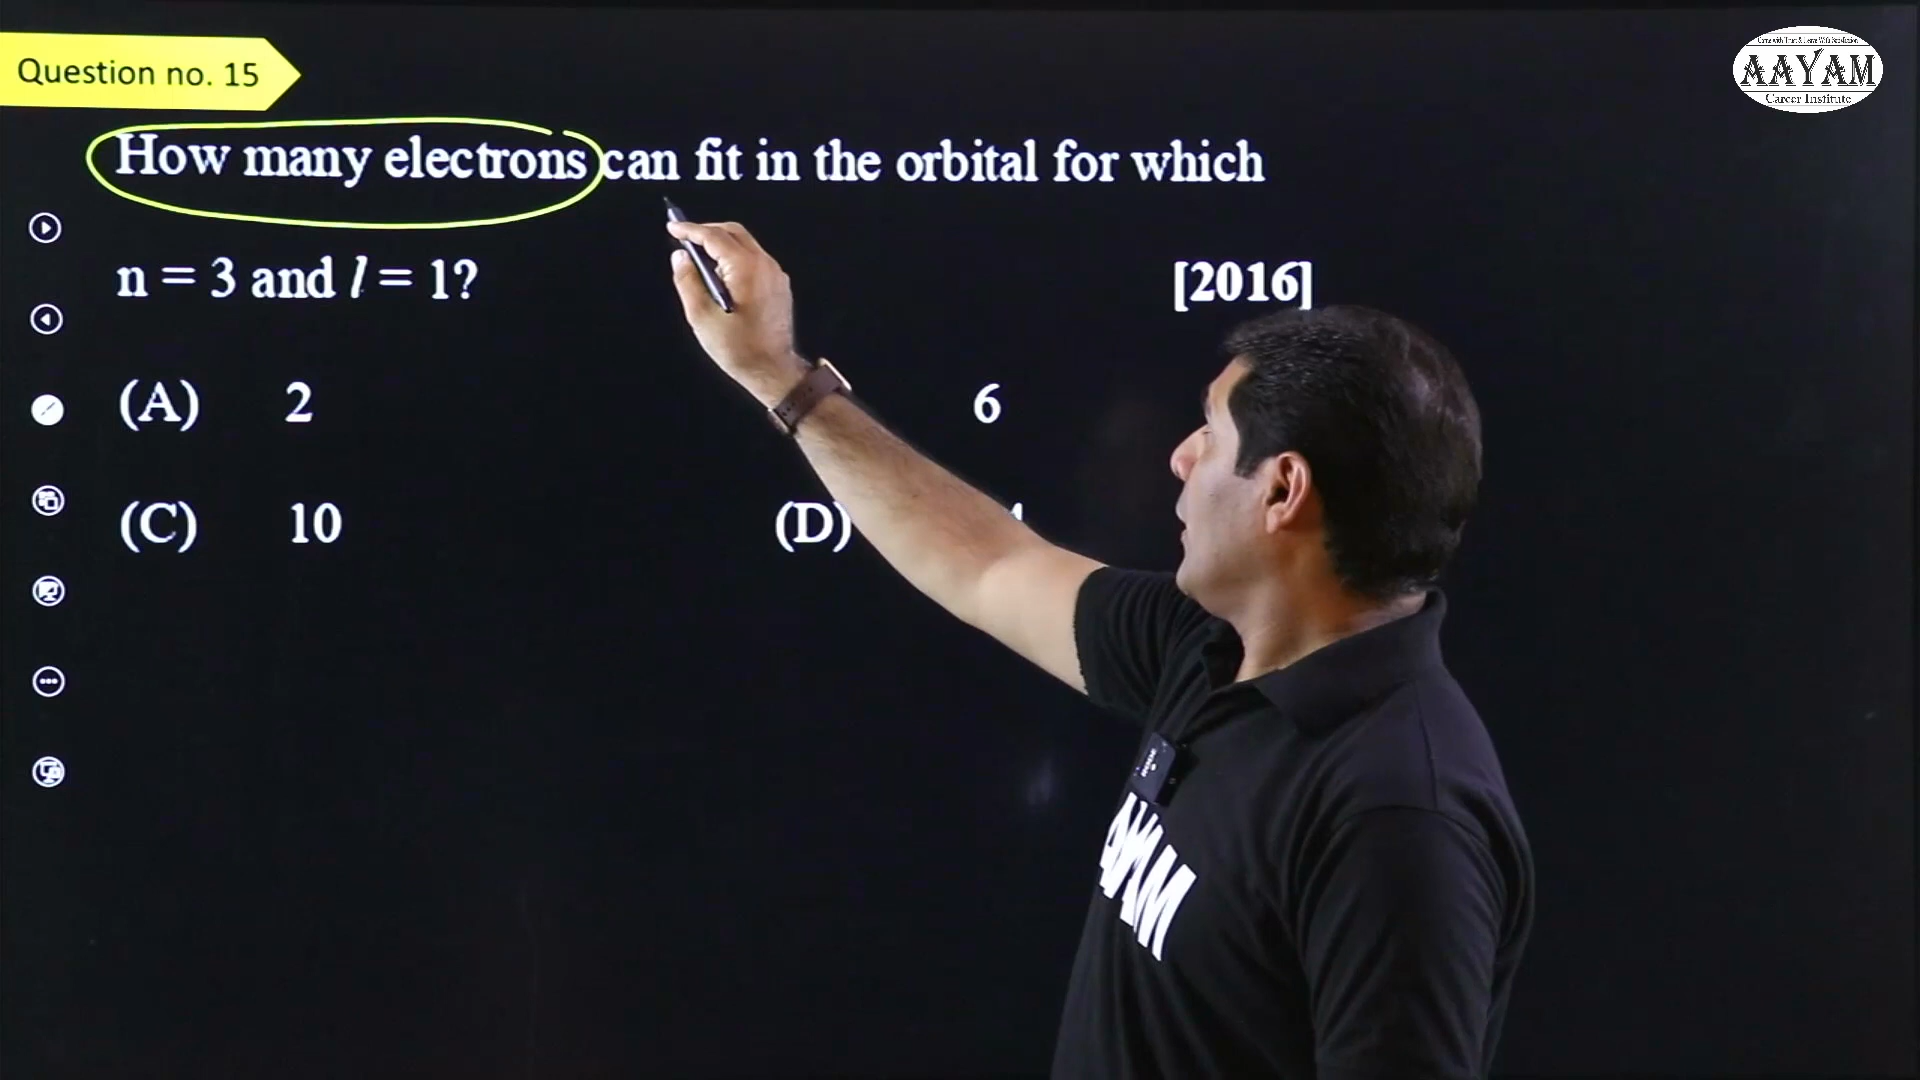 Question no. 15
AAYAM
Career Institute
How many electrons can fit in the orbital for which
n = 3 and l = 1? [2016]
(A) 2 6
(C) 10 (D)
AAYAM